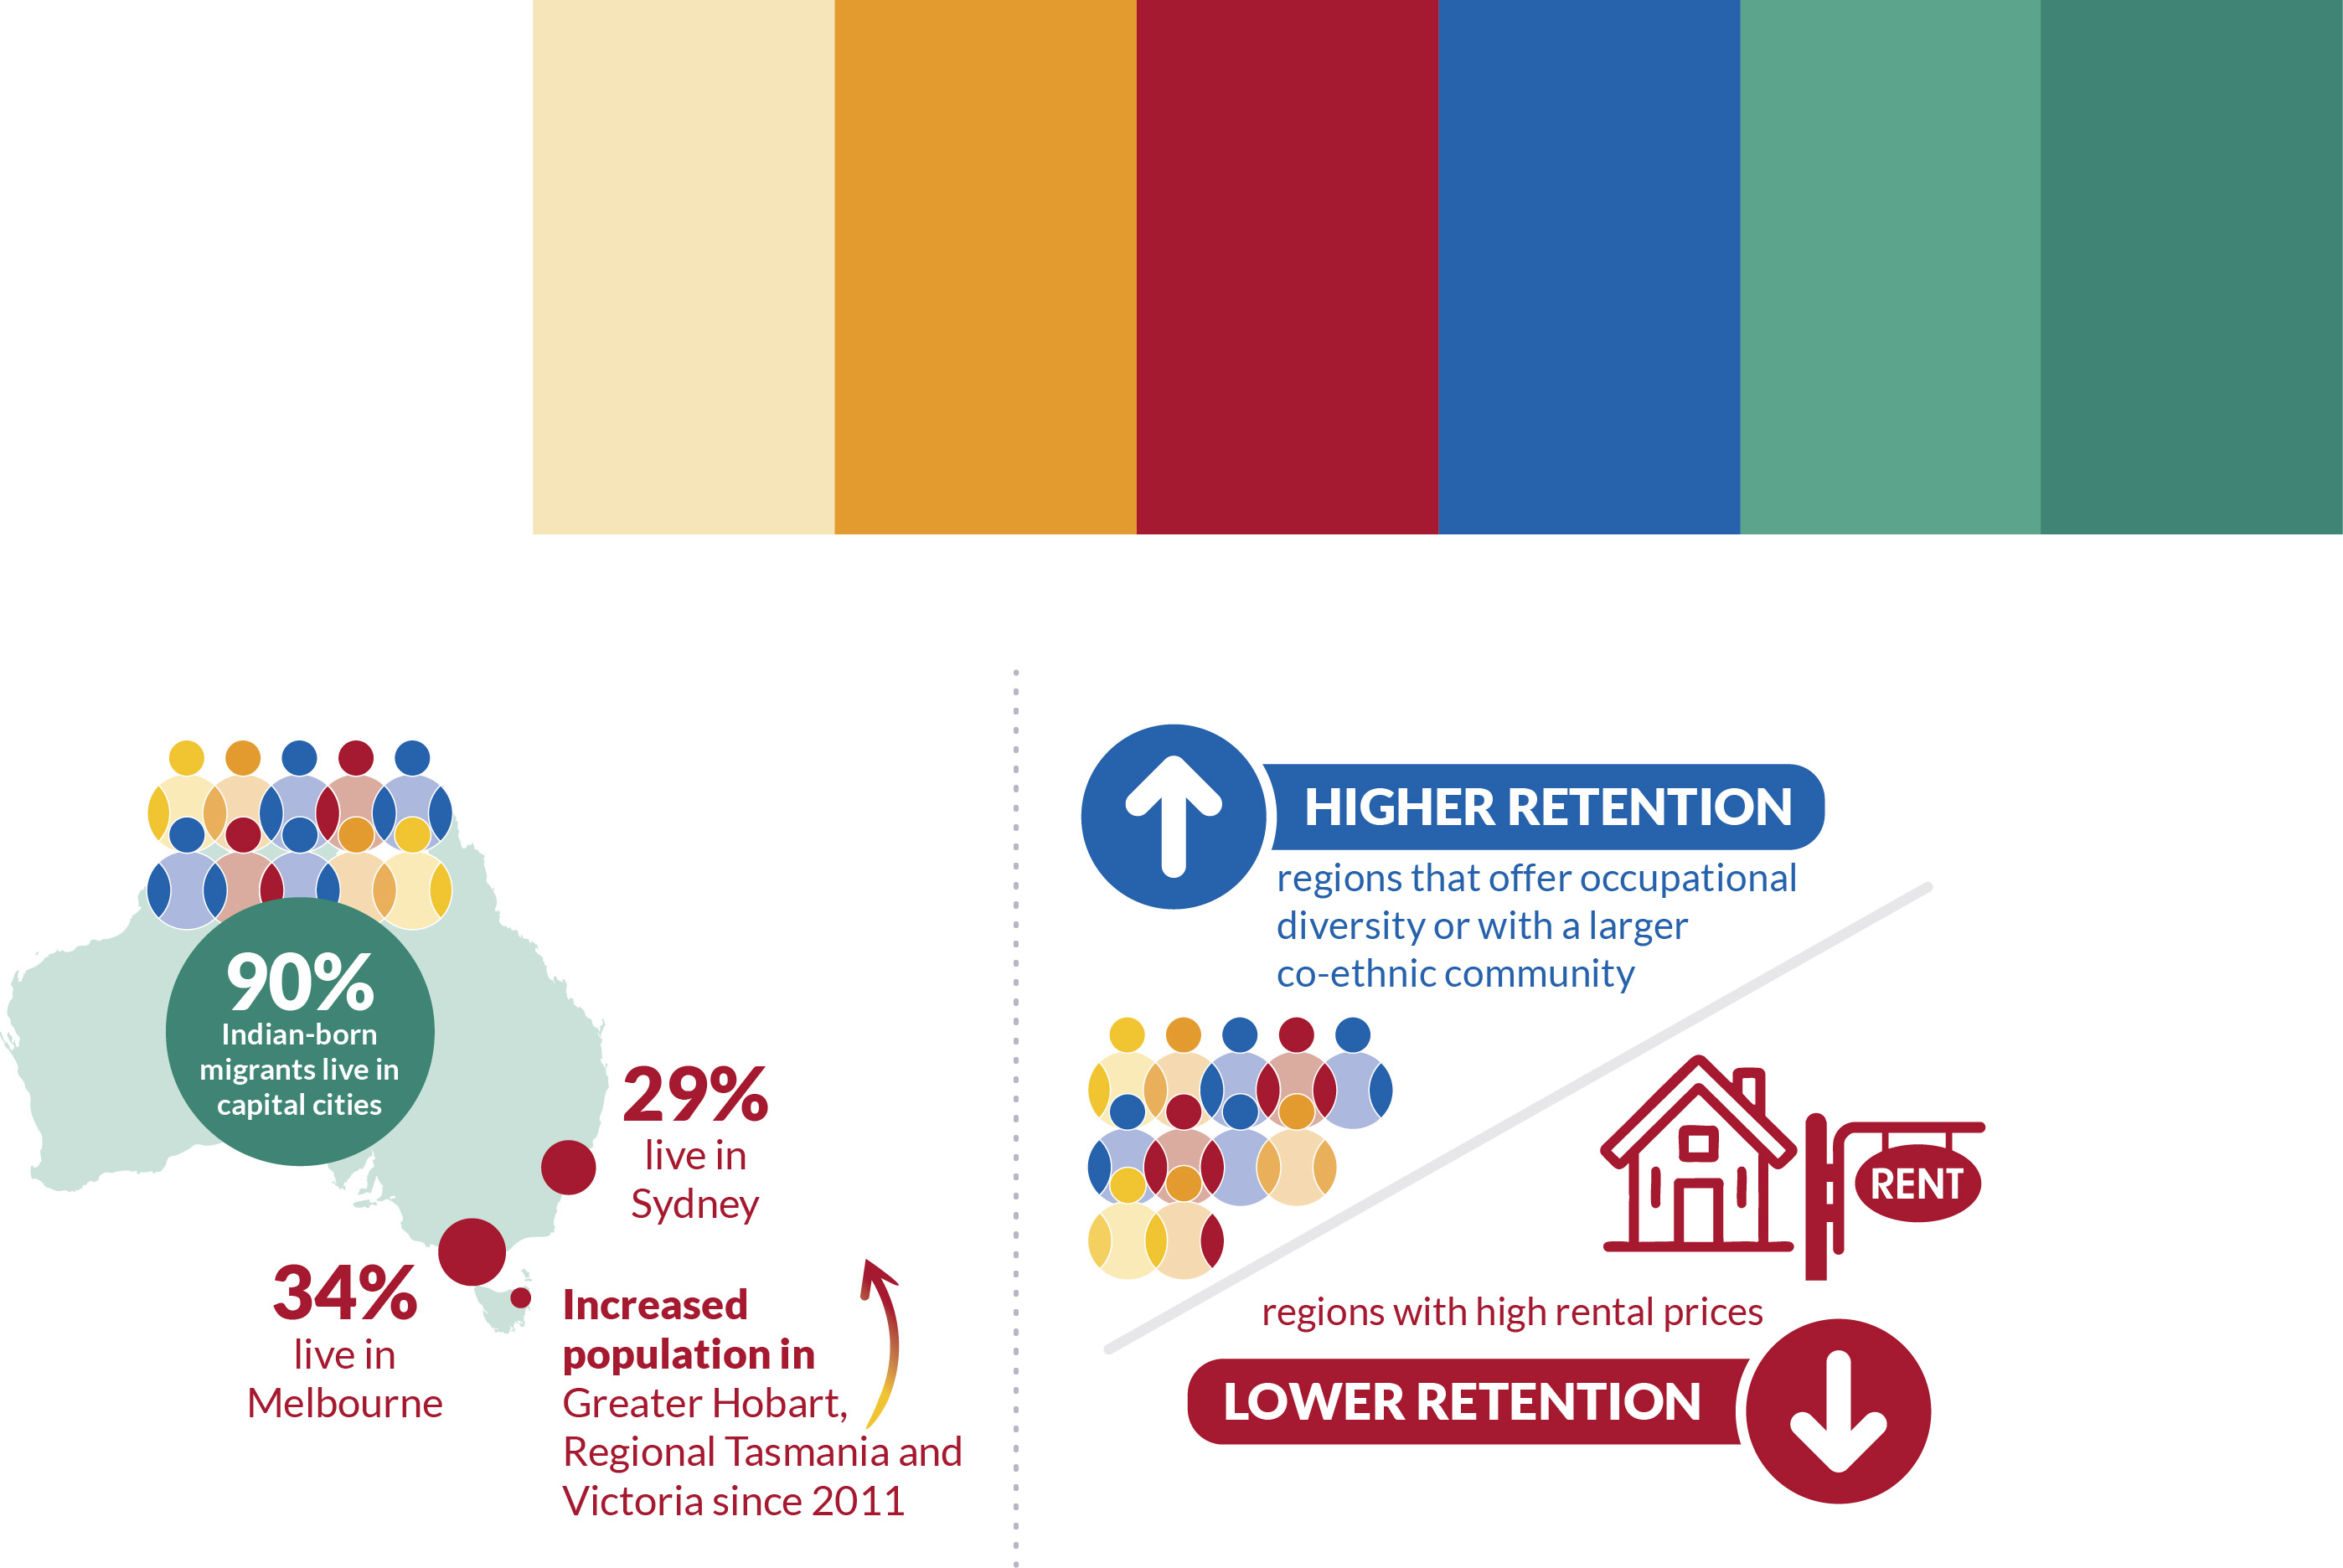 90%
Indian-born
migrants live in
capital cities
29%
live in
Sydney
34%
live in
Melbourne
Increased
population in
Greater Hobart,
Regional Tasmania and
Victoria since 2011
HIGHER RETENTION
regions that offer occupational
diversity or with a larger
co-ethnic community
RENT
regions with high rental prices
LOWER RETENTION